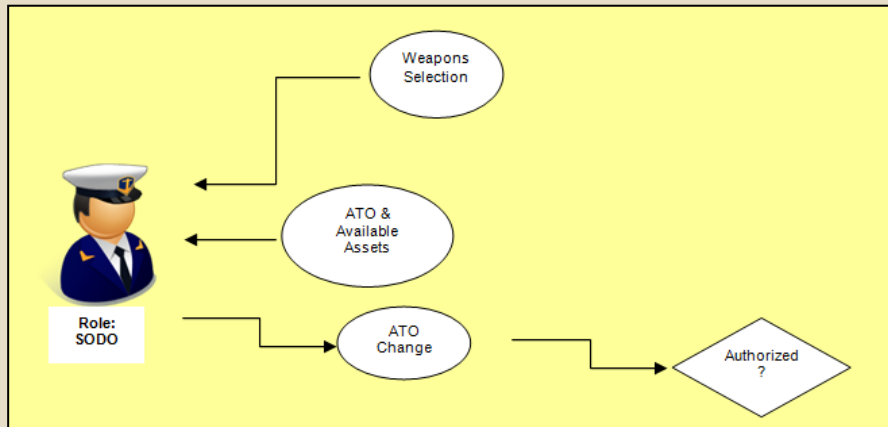 Weapons
Selection
ATO &
Available
Assets
Role:
SODO
ATO
Change
Authorized
?